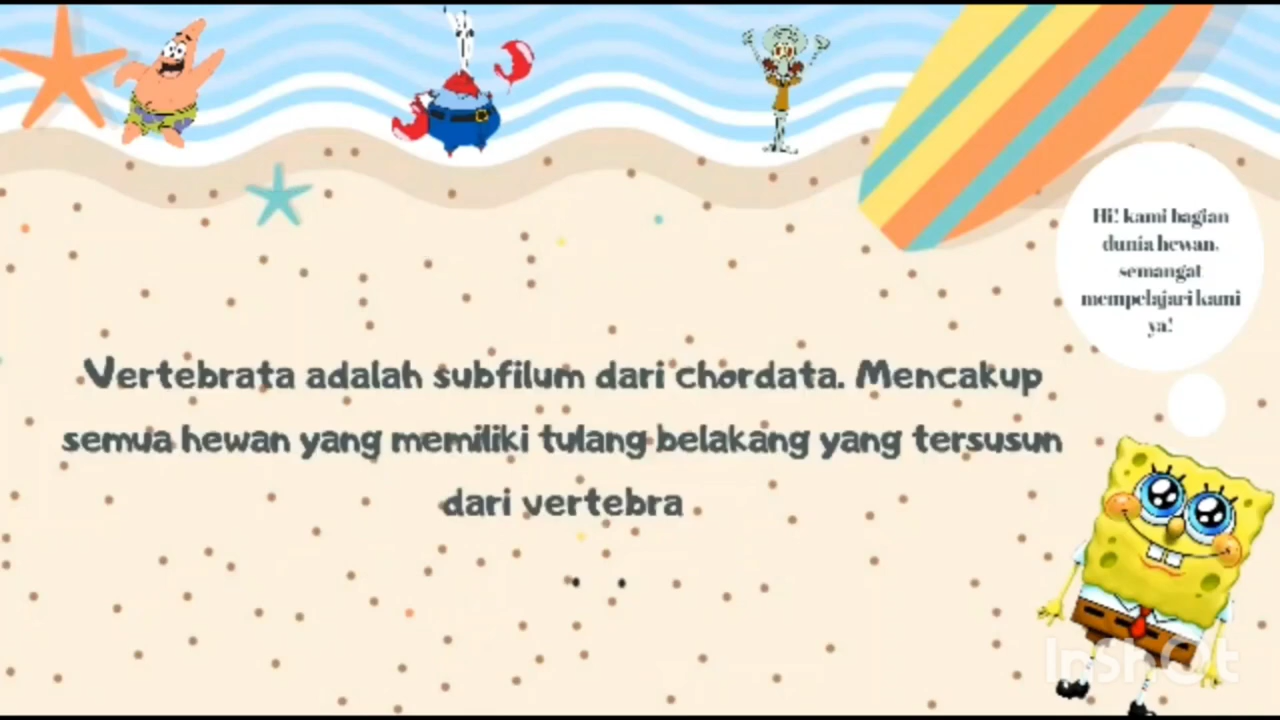 Hi! kami bagian
dunia hewan,
semangat
mempelajari kami
ya!
Vertebrata adalah subfilum dari chordata. Mencakup
semua hewan yang memiliki tulang belakang yang tersusun
dari vertebra
InShOt